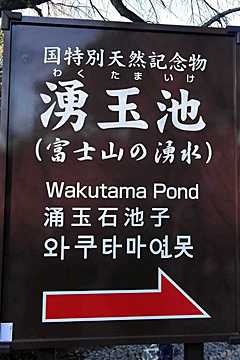 国特別天然記念物
わくたまいけ
湧玉池
(富士山の湧水)
Wakutama Pond
涌玉石池子
와쿠타마연못